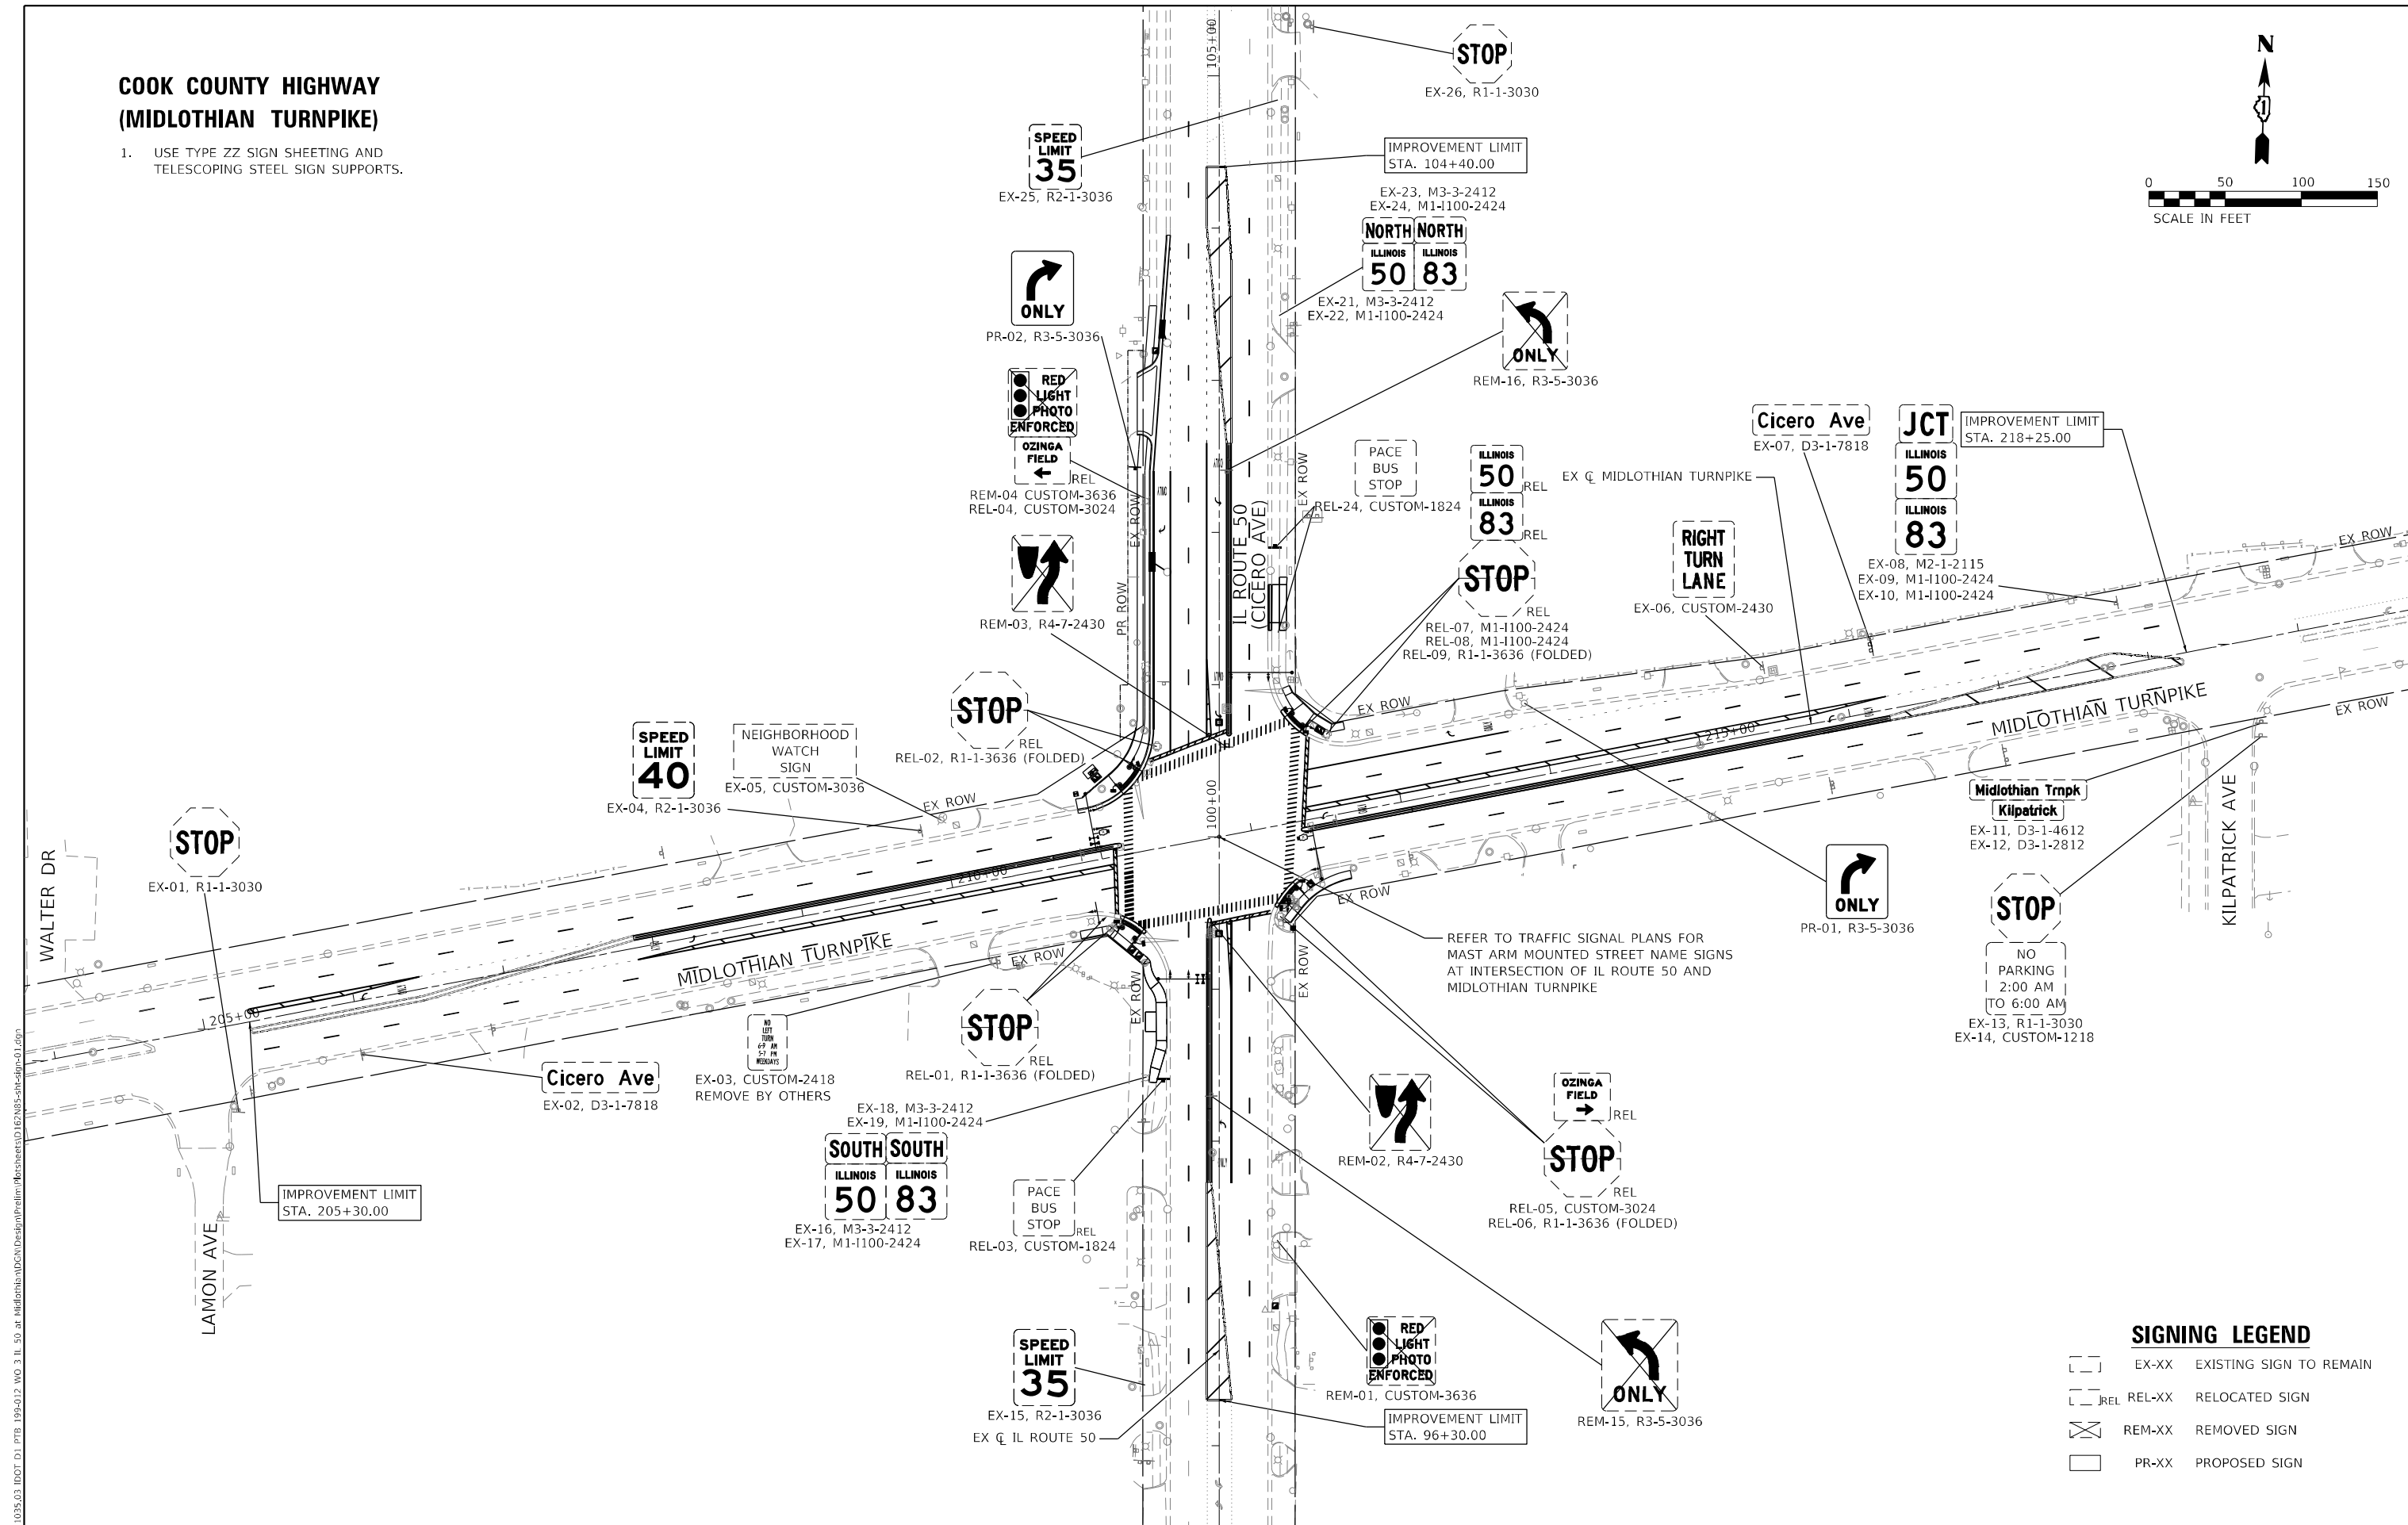 COOK COUNTY HIGHWAY
(MIDLOTHIAN TURNPIKE)
1. USE TYPE ZZ SIGN SHEETING AND
TELESCOPING STEEL SIGN SUPPORTS.
105+00
STOP
EX-26, R1-1-3030
N
0 50 100 150
SCALE IN FEET
SPEED
LIMIT
35
EX-25, R2-1-3036
IMPROVEMENT LIMIT
STA. 104+40.00
EX-23, M3-3-2412
EX-24, M1-I100-2424
NORTH NORTH
ILLINOIS ILLINOIS
50 83
EX-21, M3-3-2412
EX-22, M1-I100-2424
ONLY
PR-02, R3-5-3036
ONLY
REM-16, R3-5-3036
RED
LIGHT
PHOTO
ENFORCED
OZINGA
FIELD
←
REL
REM-04 CUSTOM-3636
REL-04, CUSTOM-3024
REM-03, R4-7-2430
EX ROW
PR ROW
PACE
BUS
STOP
REL-24, CUSTOM-1824
EX ROW
IL ROUTE 50
(CICERO AVE)
ILLINOIS
50
REL
ILLINOIS
83
REL
STOP
REL
REL-07, M1-I100-2424
REL-08, M1-I100-2424
REL-09, R1-1-3636 (FOLDED)
EX ℄ MIDLOTHIAN TURNPIKE
Cicero Ave
EX-07, D3-1-7818
JCT
ILLINOIS
50
ILLINOIS
83
EX-08, M2-1-2115
EX-09, M1-I100-2424
EX-10, M1-I100-2424
IMPROVEMENT LIMIT
STA. 218+25.00
RIGHT
TURN
LANE
EX-06, CUSTOM-2430
EX ROW
EX ROW
EX ROW
MIDLOTHIAN TURNPIKE
215+00
STOP
REL
REL-02, R1-1-3636 (FOLDED)
SPEED
LIMIT
40
EX-04, R2-1-3036
NEIGHBORHOOD
WATCH
SIGN
EX-05, CUSTOM-3036
EX ROW
STOP
EX-01, R1-1-3030
WALTER DR
100+00
210+00
MIDLOTHIAN TURNPIKE
205+00
EX ROW
EX ROW
EX ROW
EX ROW
Midlothian Trnpk
Kilpatrick
EX-11, D3-1-4612
EX-12, D3-1-2812
KILPATRICK AVE
ONLY
PR-01, R3-5-3036
STOP
NO
PARKING
2:00 AM
TO 6:00 AM
EX-13, R1-1-3030
EX-14, CUSTOM-1218
REFER TO TRAFFIC SIGNAL PLANS FOR
MAST ARM MOUNTED STREET NAME SIGNS
AT INTERSECTION OF IL ROUTE 50 AND
MIDLOTHIAN TURNPIKE
STOP
REL
REL-01, R1-1-3636 (FOLDED)
Cicero Ave
EX-02, D3-1-7818
NO
LEFT
TURN
6-9 AM
3-7 PM
WEEKDAYS
EX-03, CUSTOM-2418
REMOVE BY OTHERS
EX-18, M3-3-2412
EX-19, M1-I100-2424
SOUTH SOUTH
ILLINOIS ILLINOIS
50 83
EX-16, M3-3-2412
EX-17, M1-I100-2424
PACE
BUS
STOP
REL
REL-03, CUSTOM-1824
REM-02, R4-7-2430
OZINGA
FIELD
→
REL
STOP
REL
REL-05, CUSTOM-3024
REL-06, R1-1-3636 (FOLDED)
IMPROVEMENT LIMIT
STA. 205+30.00
LAMON AVE
SPEED
LIMIT
35
EX-15, R2-1-3036
EX ℄ IL ROUTE 50
RED
LIGHT
PHOTO
ENFORCED
REM-01, CUSTOM-3636
IMPROVEMENT LIMIT
STA. 96+30.00
ONLY
REM-15, R3-5-3036
SIGNING LEGEND
EX-XX EXISTING SIGN TO REMAIN
REL REL-XX RELOCATED SIGN
REM-XX REMOVED SIGN
PR-XX PROPOSED SIGN